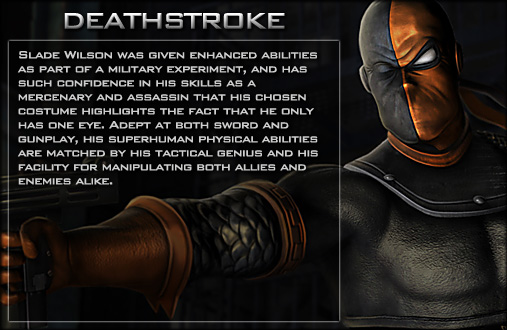 DEATHSTROKE
Slade Wilson was given enhanced abilities
as part of a military experiment, and has
such confidence in his skills as a
mercenary and assassin that his chosen
costume highlights the fact that he only
has one eye. Adept at both sword and
gunplay, his superhuman physical abilities
are matched by his tactical genius and his
facility for manipulating both allies and
enemies alike.